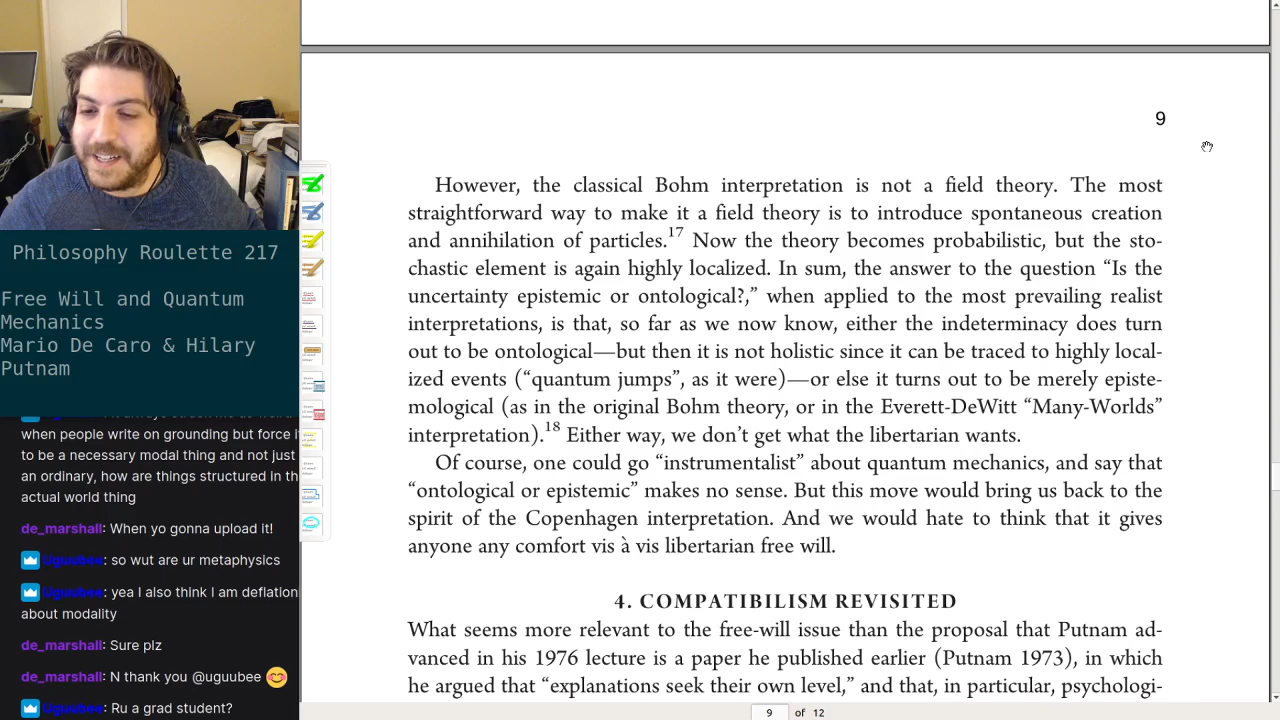 9
However, the classical Bohm interpretation is not a field theory. The most
straightforward way to make it a field theory is to introduce spontaneous creation
and annihilation of particles.17 Now the theory becomes probabilistic, but the sto-
chastic element is again highly localized. In sum, the answer to the question “Is the
uncertainty epistemic or ontological,” when applied to the most prevailing realist
interpretations, is that, so far as we now know, either the indeterminacy does turn
out to be ontological—but then it is not holistic since it can be traced to highly local-
ized events (“quantum jumps”, as it were)—or else it turns out to be merely episte-
mological (as in the original Bohm theory, or in the Everett-DeWitt “Many-Worlds”
interpretation).18 Either way, we don’t get what the libertarian wants.
Of course, one could go “instrumentalist” about quantum mechanics, and say that
“ontological or epistemic” makes no sense. But this move would bring us back to the
spirit of the Copenhagen interpretation. And we would hate to think that it gives
anyone any comfort vis à vis libertarian free will.
4. COMPATIBILISM REVISITED
What seems more relevant to the free-will issue than the proposal that Putnam ad-
vanced in his 1976 lecture is a paper he published earlier (Putnam 1973), in which
he argued that “explanations seek their own level,” and that, in particular, psychologi-
9 of 12
Philosophy Roulette 217
Free Will and Quantum
Mechanics
Mario De Caro & Hilary
Putnam
when people write on grounding but force i
to be a necessary modal thing and not just
an ordinary, how are things structured in th
actual world thing
de_marshall: When yo gonna upload it!
Uguubee: so wut are ur metaphysics
Uguubee: yea I also think I am deflation
about modality
de_marshall: Sure plz
de_marshall: N thank you @uguubee
Uguubee: Ru a grad student?